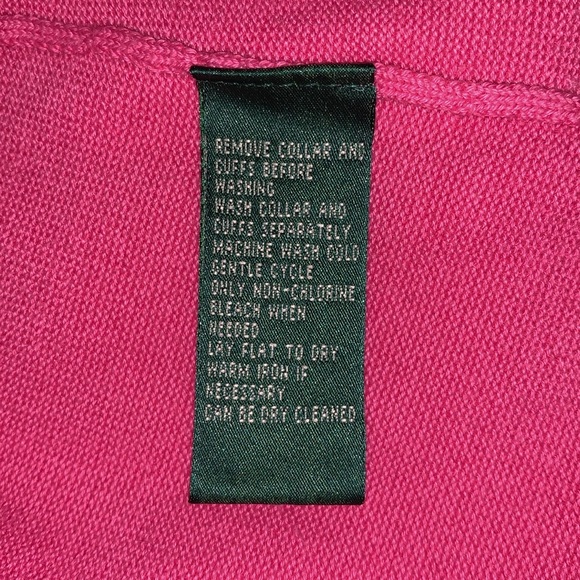 REMOVE COLLAR AND
CUFFS BEFORE
WASHING
WASH COLLAR AND
CUFFS SEPARATELY
MACHINE WASH COLD
GENTLE CYCLE
ONLY NON-CHLORINE
BLEACH WHEN
NEEDED
LAY FLAT TO DRY
WARM IRON IF
NECESSARY
CAN BE DRY CLEANED